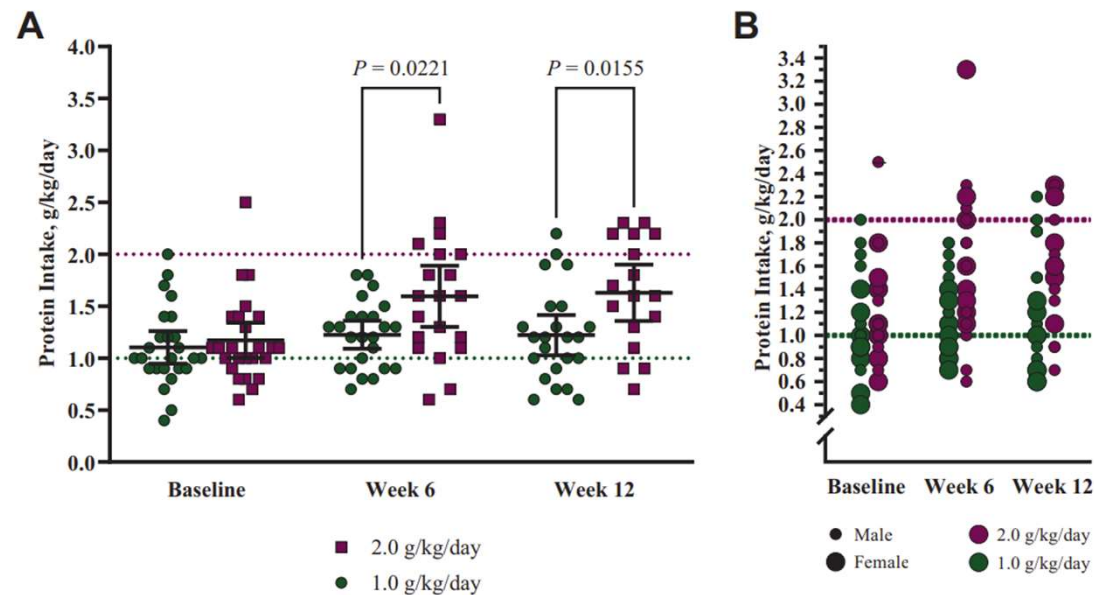 A
B
4.0
3.5
3.0
2.5
2.0
1.5
1.0
0.5
0.0
Protein Intake, g/kg/day
P = 0.0221
P = 0.0155
Baseline
Week 6
Week 12
2.0 g/kg/day
1.0 g/kg/day
3.4
3.2
3.0
2.8
2.6
2.4
2.2
2.0
1.8
1.6
1.4
1.2
1.0
0.8
0.6
0.4
Protein Intake, g/kg/day
Baseline
Week 6
Week 12
Male
Female
2.0 g/kg/day
1.0 g/kg/day